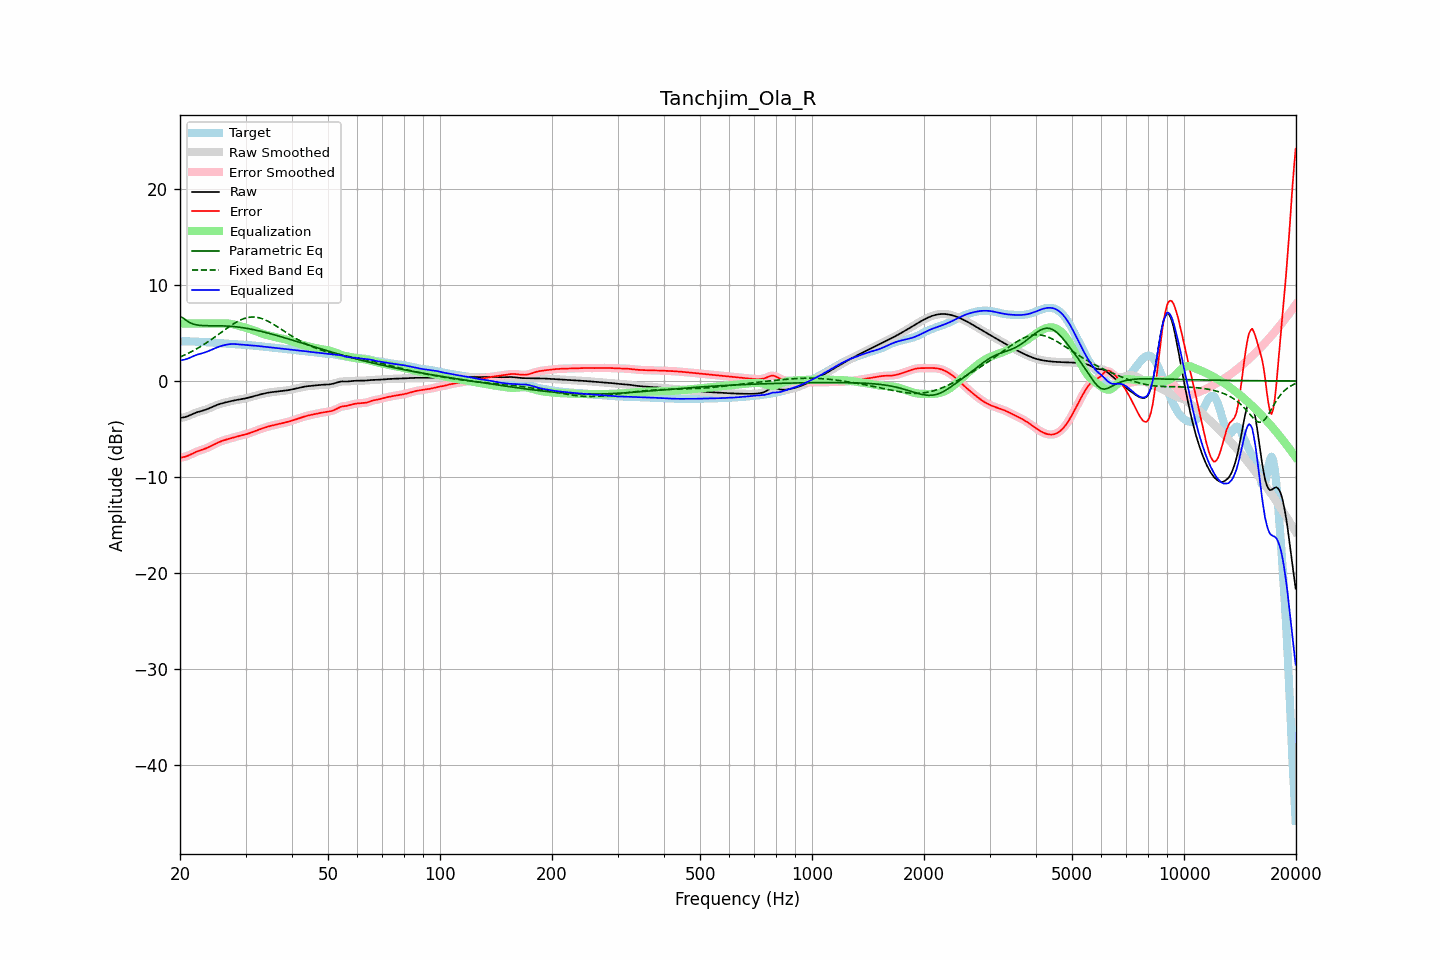 Tanchjim_Ola_R
Target
Raw Smoothed
Error Smoothed
Raw
Error
Equalization
Parametric Eq
Fixed Band Eq
Equalized
20
10
0
−10
−20
−30
−40
Amplitude (dBr)
20 50 100 200 500 1000 2000 5000 10000 20000
Frequency (Hz)